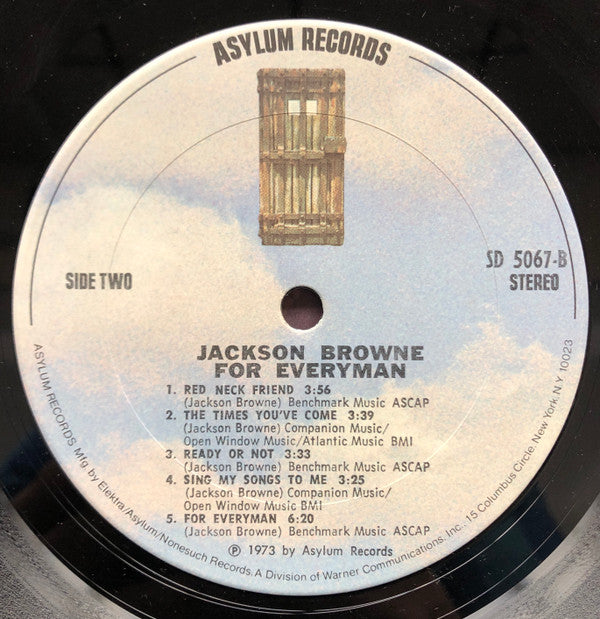 ASYLUM RECORDS
SIDE TWO
SD 5067-B
STEREO
JACKSON BROWNE
FOR EVERYMAN
1. RED NECK FRIEND 3:56
(Jackson Browne) Benchmark Music ASCAP
2. THE TIMES YOU'VE COME 3:39
(Jackson Browne) Companion Music/
Open Window Music/Atlantic Music BMI
3. READY OR NOT 3:33
(Jackson Browne) Benchmark Music ASCAP
4. SING MY SONGS TO ME 3:25
(Jackson Browne) Companion Music/
Open Window Music BMI
5. FOR EVERYMAN 6:20
(Jackson Browne) Benchmark Music ASCAP
℗ 1973 by Asylum Records
ASYLUM RECORDS Mfg. by Elektra/Asylum/Nonesuch Records. A Division of Warner Communications, Inc., 15 Columbus Circle, New York, N.Y. 10023